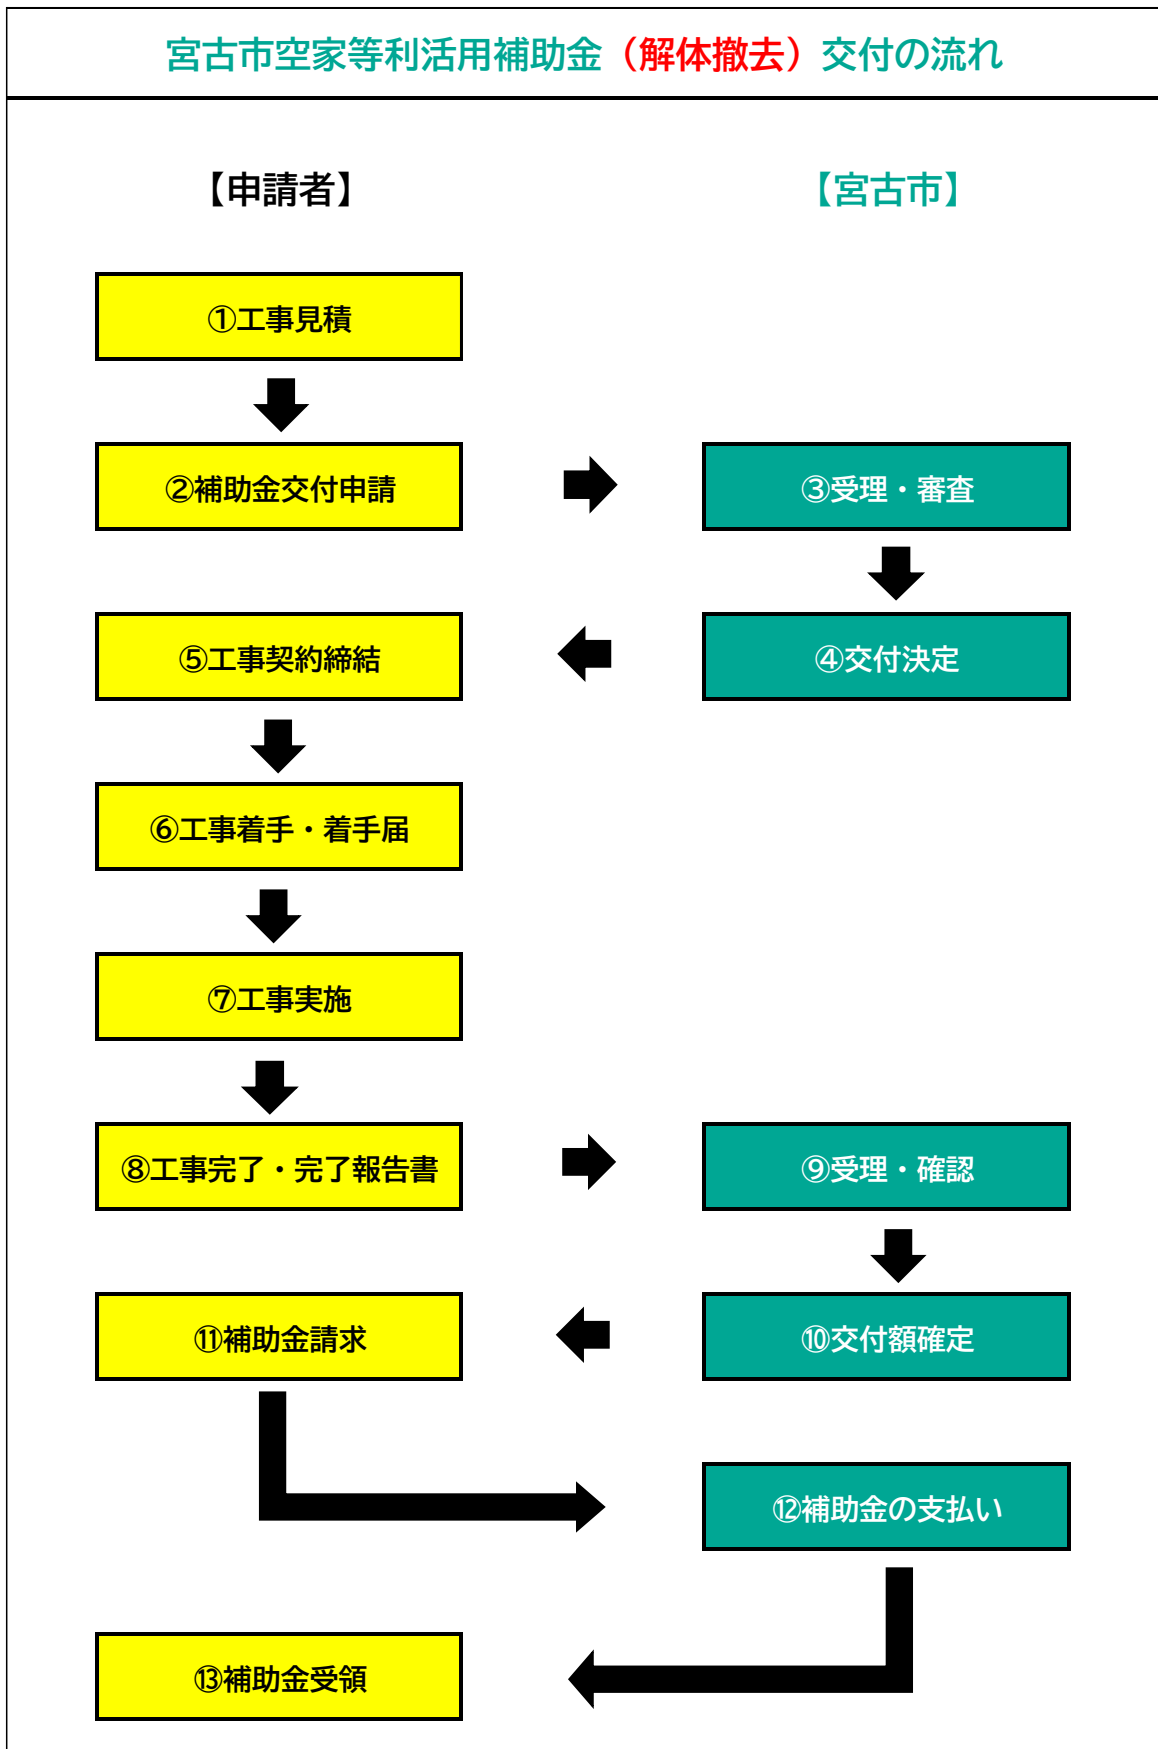 宮古市空家等利活用補助金（解体撤去）交付の流れ
【申請者】
【宮古市】
①工事見積
②補助金交付申請
③受理・審査
④交付決定
⑤工事契約締結
⑥工事着手・着手届
⑦工事実施
⑧工事完了・完了報告書
⑨受理・確認
⑩交付額確定
⑪補助金請求
⑫補助金の支払い
⑬補助金受領